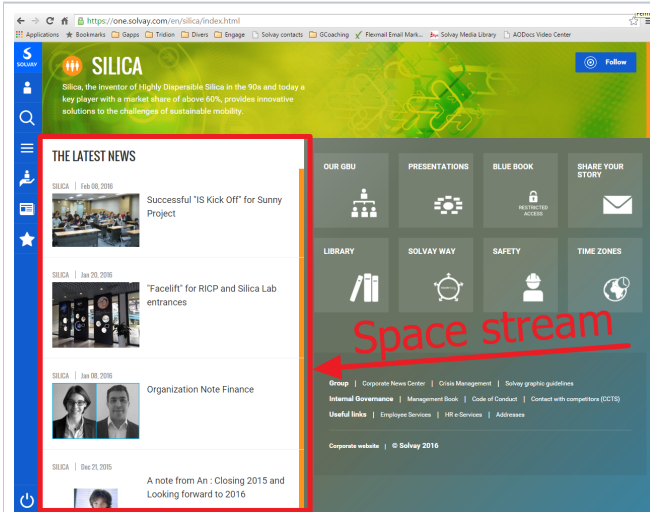 https://one.solvay.com/en/silica/index.html
Applications
Bookmarks
Gapps
Tridion
Divers
Engage
Solvay contacts
GCoaching
Flexmail Email Mark...
Solvay Media Library
AODocs Video Center
S
SOLVAY
SILICA
Follow
Silica, the inventor of Highly Dispersible Silica in the 90x and today a
key player with a market share of above 60%, provides innovative
solutions to the challenges of sustainable mobility.
THE LATEST NEWS
SILICA | Feb 08, 2016
Successful "IS Kick Off" for Sunny
Project
SILICA | Jan 20, 2016
"Facelift" for RICP and Silica Lab
entrances
SILICA | Jan 08, 2016
Organization Note Finance
SILICA | Dec 21, 2015
A note from An : Closing 2015 and
Looking forward to 2016
OUR GBU
PRESENTATIONS
BLUE BOOK
RESTRICTED
ACCESS
SHARE YOUR
STORY
LIBRARY
SOLVAY WAY
SAFETY
TIME ZONES
Space stream
Group | Corporate News Center | Crisis Management | Solvay graphic guidelines
Internal Governance | Management Book | Code of Conduct | Contact with competitors (CCTS)
Useful links | Employee Services | HR e-Services | Addresses
Corporate website | © Solvay 2016